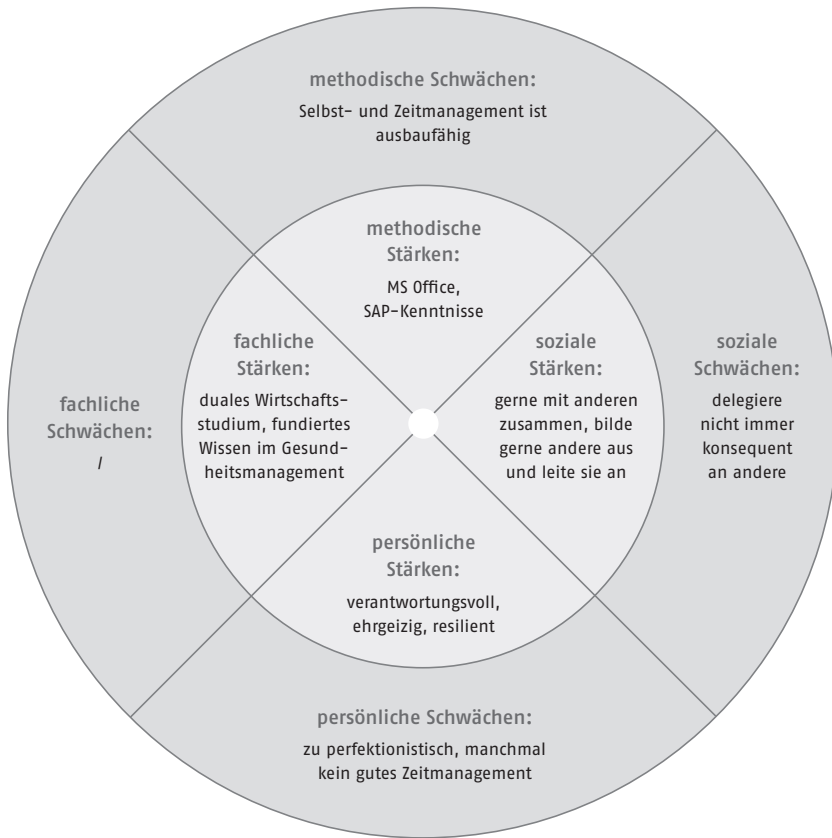 methodische Schwächen:
Selbst- und Zeitmanagement ist
ausbaufähig
methodische
Stärken:
MS Office,
SAP-Kenntnisse
fachliche
Stärken:
duales Wirtschafts-
studium, fundiertes
Wissen im Gesund-
heitsmanagement
soziale
Stärken:
gerne mit anderen
zusammen, bilde
gerne andere aus
und leite sie an
soziale
Schwächen:
delegiere
nicht immer
konsequent
an andere
fachliche
Schwächen:
/
persönliche
Stärken:
verantwortungsvoll,
ehrgeizig, resilient
persönliche Schwächen:
zu perfektionistisch, manchmal
kein gutes Zeitmanagement